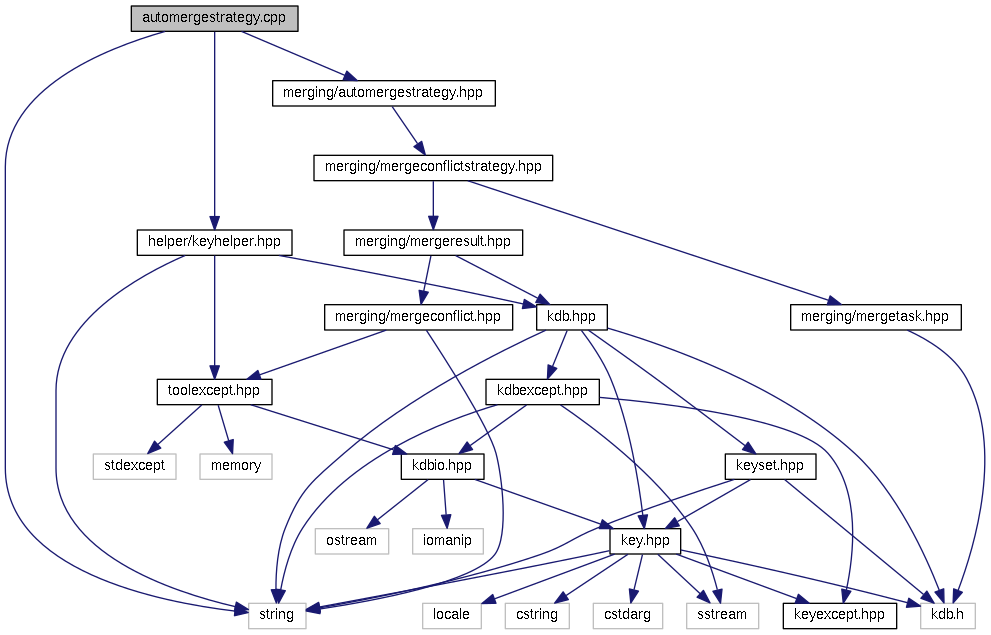 automergestrategy.cpp
merging/automergestrategy.hpp
merging/mergeconflictstrategy.hpp
helper/keyhelper.hpp
merging/mergeresult.hpp
merging/mergeconflict.hpp
kdb.hpp
merging/mergetask.hpp
toolexcept.hpp
kdbexcept.hpp
stdexcept
memory
kdbio.hpp
keyset.hpp
ostream
iomanip
key.hpp
string
locale
cstring
cstdarg
sstream
keyexcept.hpp
kdb.h